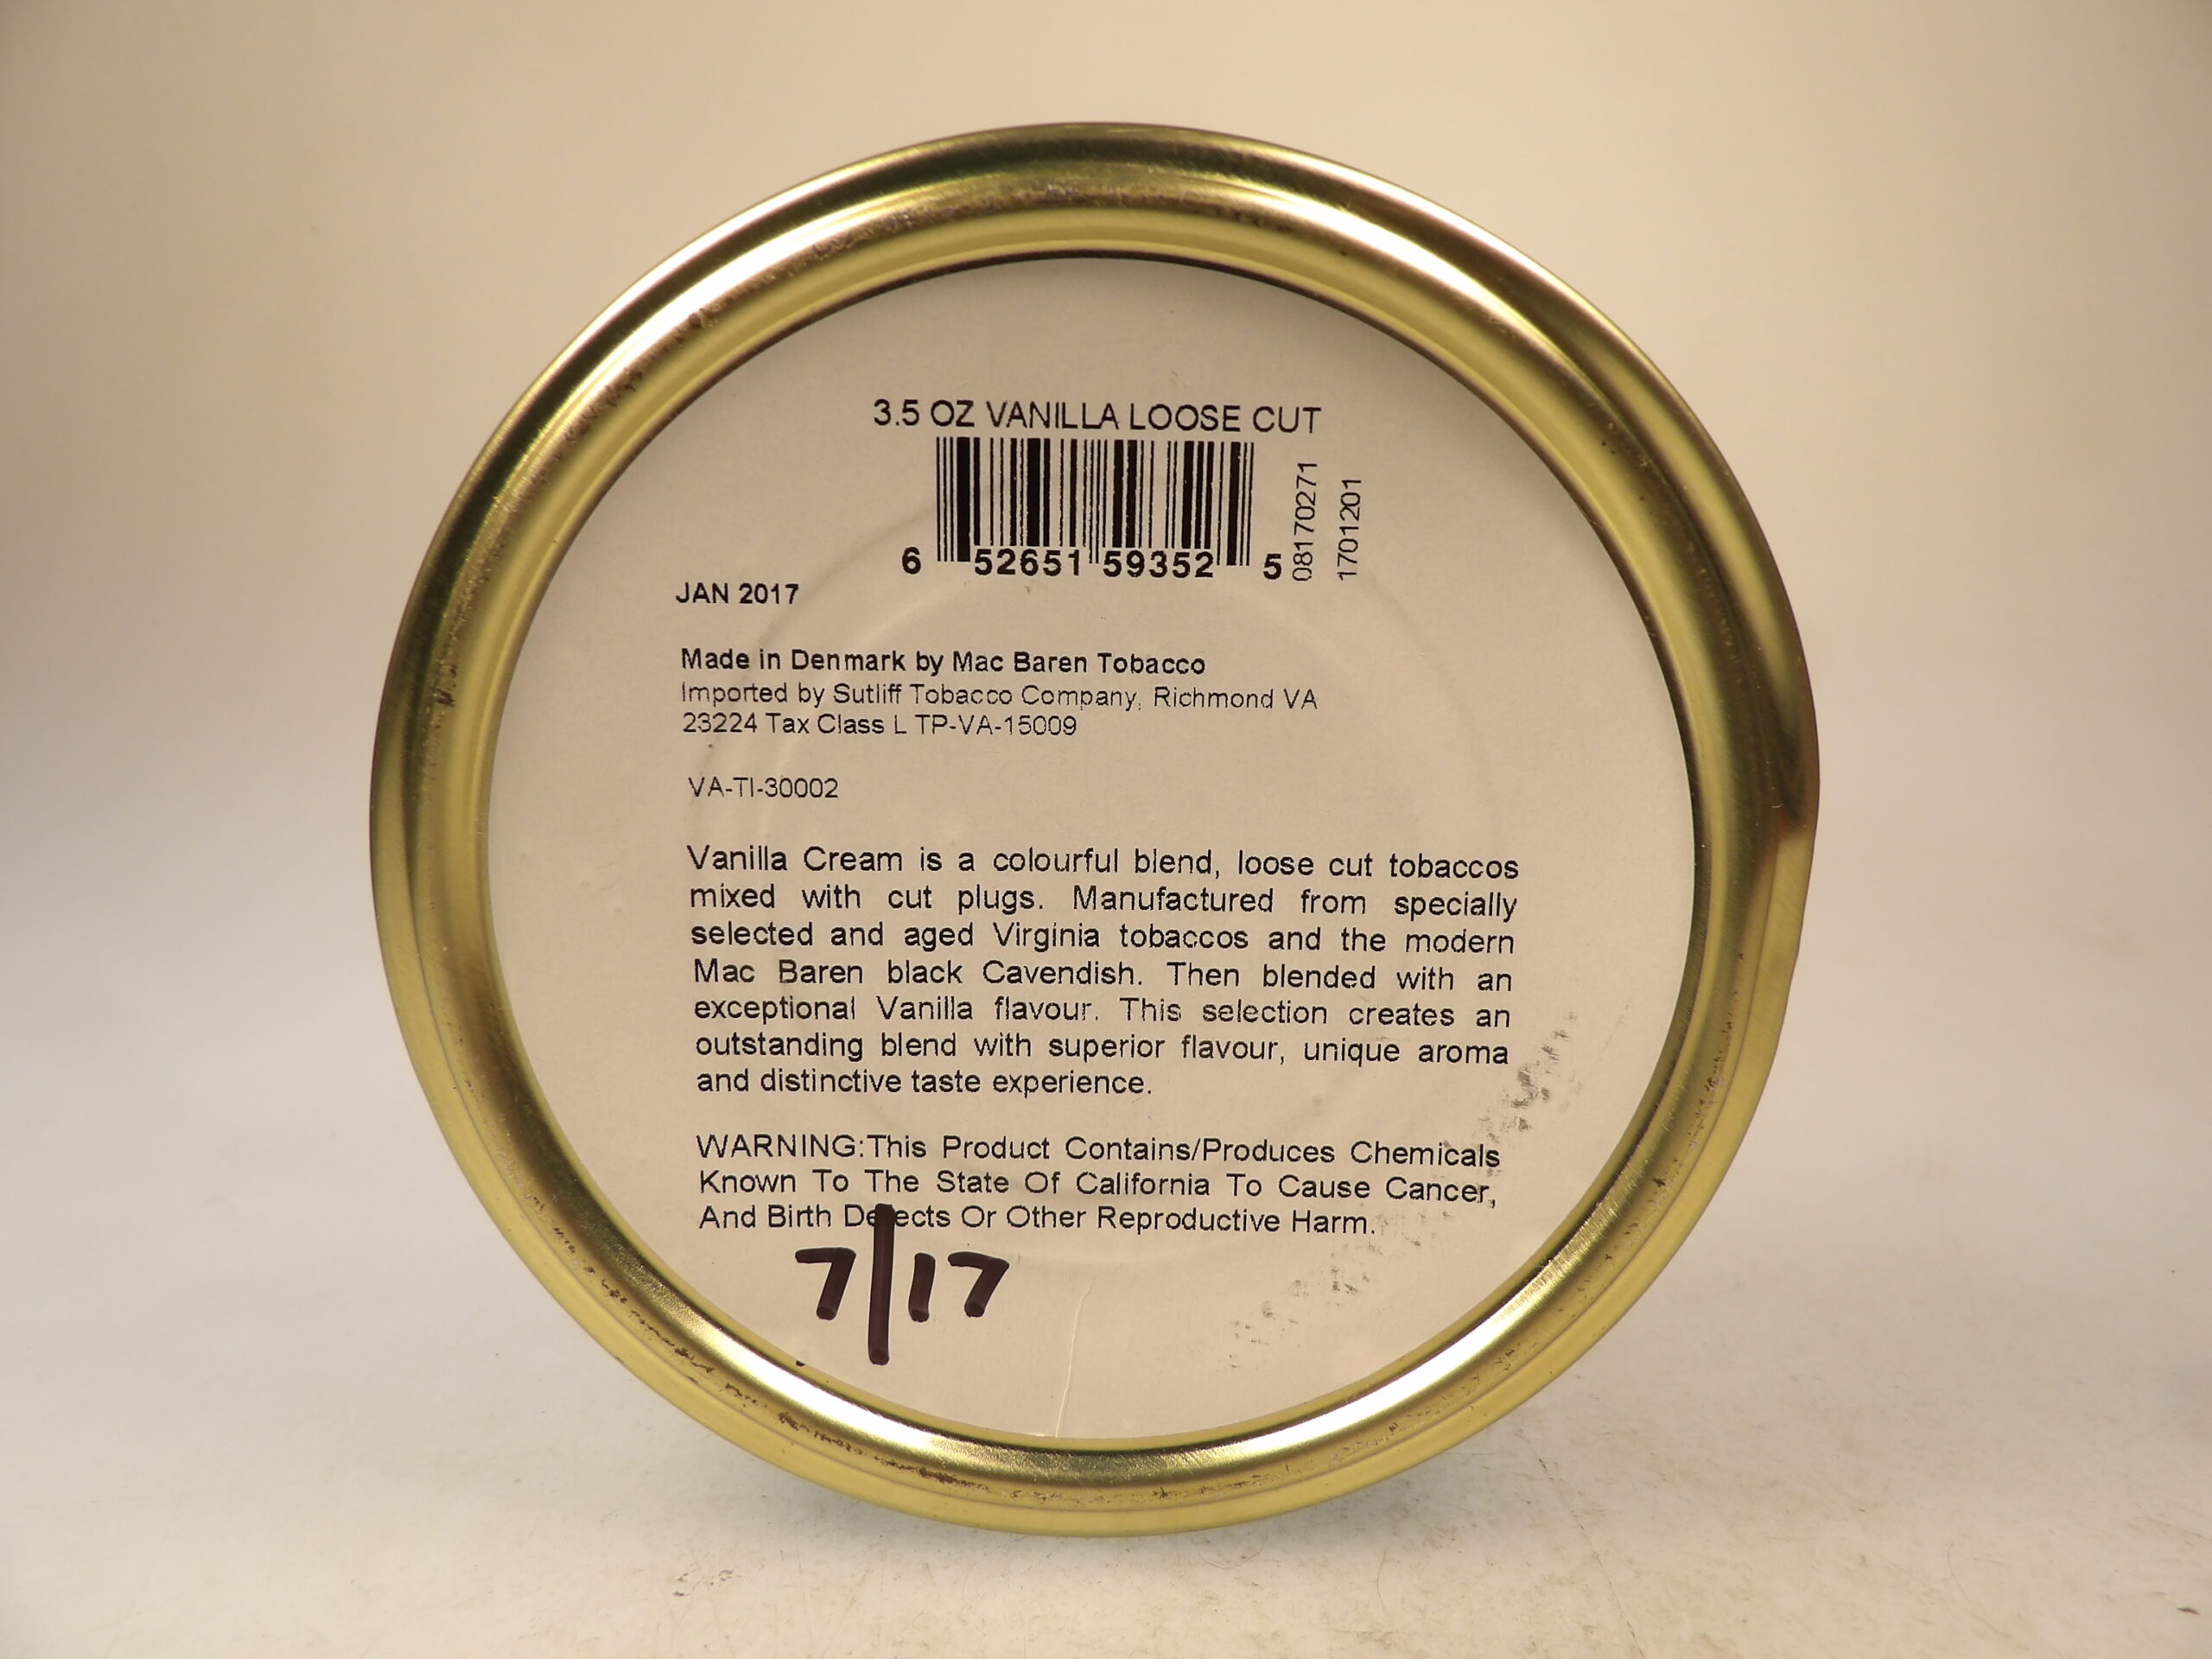 3.5 OZ VANILLA LOOSE CUT
6 52651 59352 5
08170271
1701201
JAN 2017
Made in Denmark by Mac Baren Tobacco
Imported by Sutliff Tobacco Company, Richmond VA
23224 Tax Class L TP-VA-15009
VA-TI-30002
Vanilla Cream is a colourful blend, loose cut tobaccos
mixed with cut plugs. Manufactured from specially
selected and aged Virginia tobaccos and the modern
Mac Baren black Cavendish. Then blended with an
exceptional Vanilla flavour. This selection creates an
outstanding blend with superior flavour, unique aroma
and distinctive taste experience.
WARNING:This Product Contains/Produces Chemicals
Known To The State Of California To Cause Cancer,
And Birth Defects Or Other Reproductive Harm.
7/17